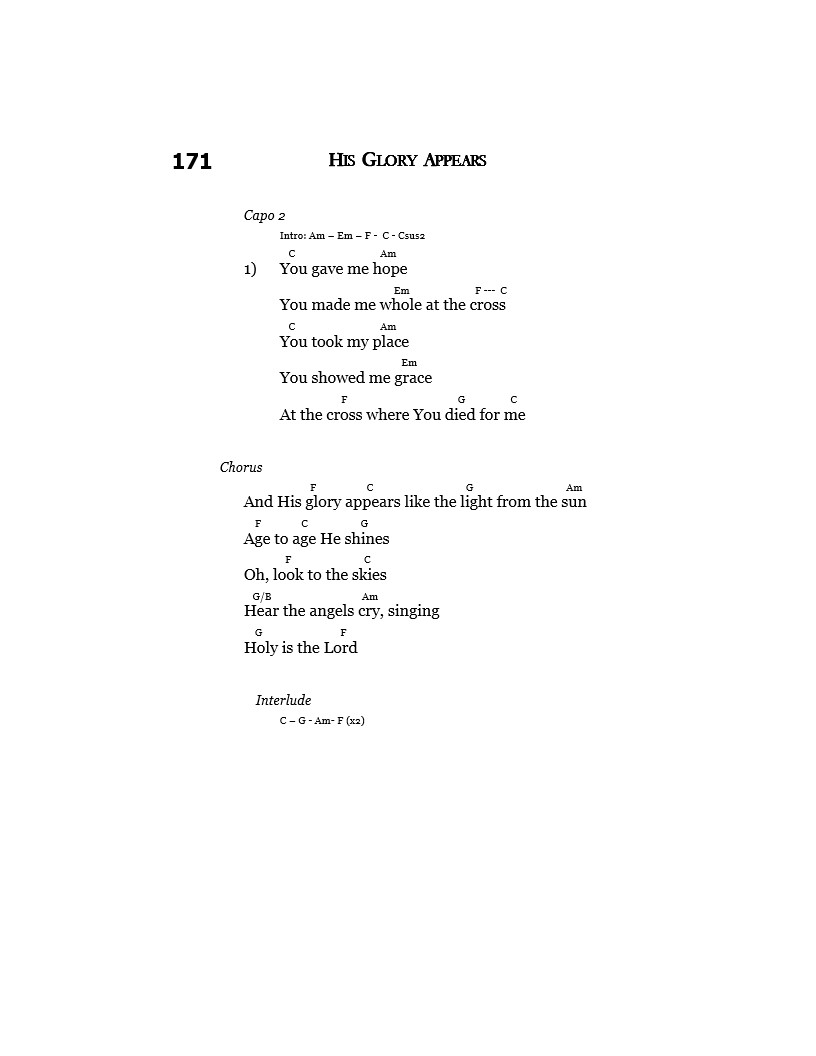 171 His Glory Appears
Capo 2
Intro: Am – Em – F - C - Csus2
C Am
1) You gave me hope
Em F --- C
You made me whole at the cross
C Am
You took my place
Em
You showed me grace
F G C
At the cross where You died for me
Chorus
F C G Am
And His glory appears like the light from the sun
F C G
Age to age He shines
F C
Oh, look to the skies
G/B Am
Hear the angels cry, singing
G F
Holy is the Lord
Interlude
C – G - Am- F (x2)